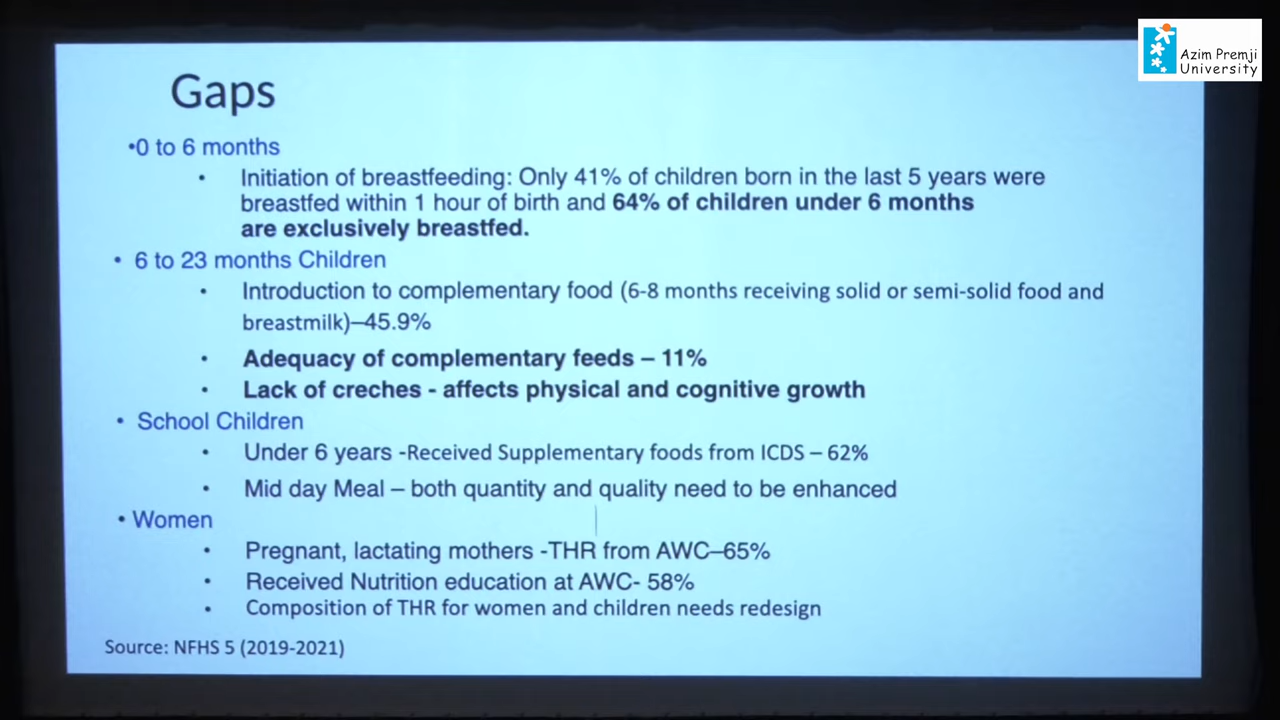 Azim Premji
University
Gaps
•0 to 6 months
• Initiation of breastfeeding: Only 41% of children born in the last 5 years were
breastfed within 1 hour of birth and 64% of children under 6 months
are exclusively breastfed.
• 6 to 23 months Children
• Introduction to complementary food (6-8 months receiving solid or semi-solid food and
breastmilk)–45.9%
• Adequacy of complementary feeds – 11%
• Lack of creches - affects physical and cognitive growth
• School Children
• Under 6 years -Received Supplementary foods from ICDS – 62%
• Mid day Meal – both quantity and quality need to be enhanced
• Women
• Pregnant, lactating mothers -THR from AWC–65%
• Received Nutrition education at AWC- 58%
• Composition of THR for women and children needs redesign
Source: NFHS 5 (2019-2021)